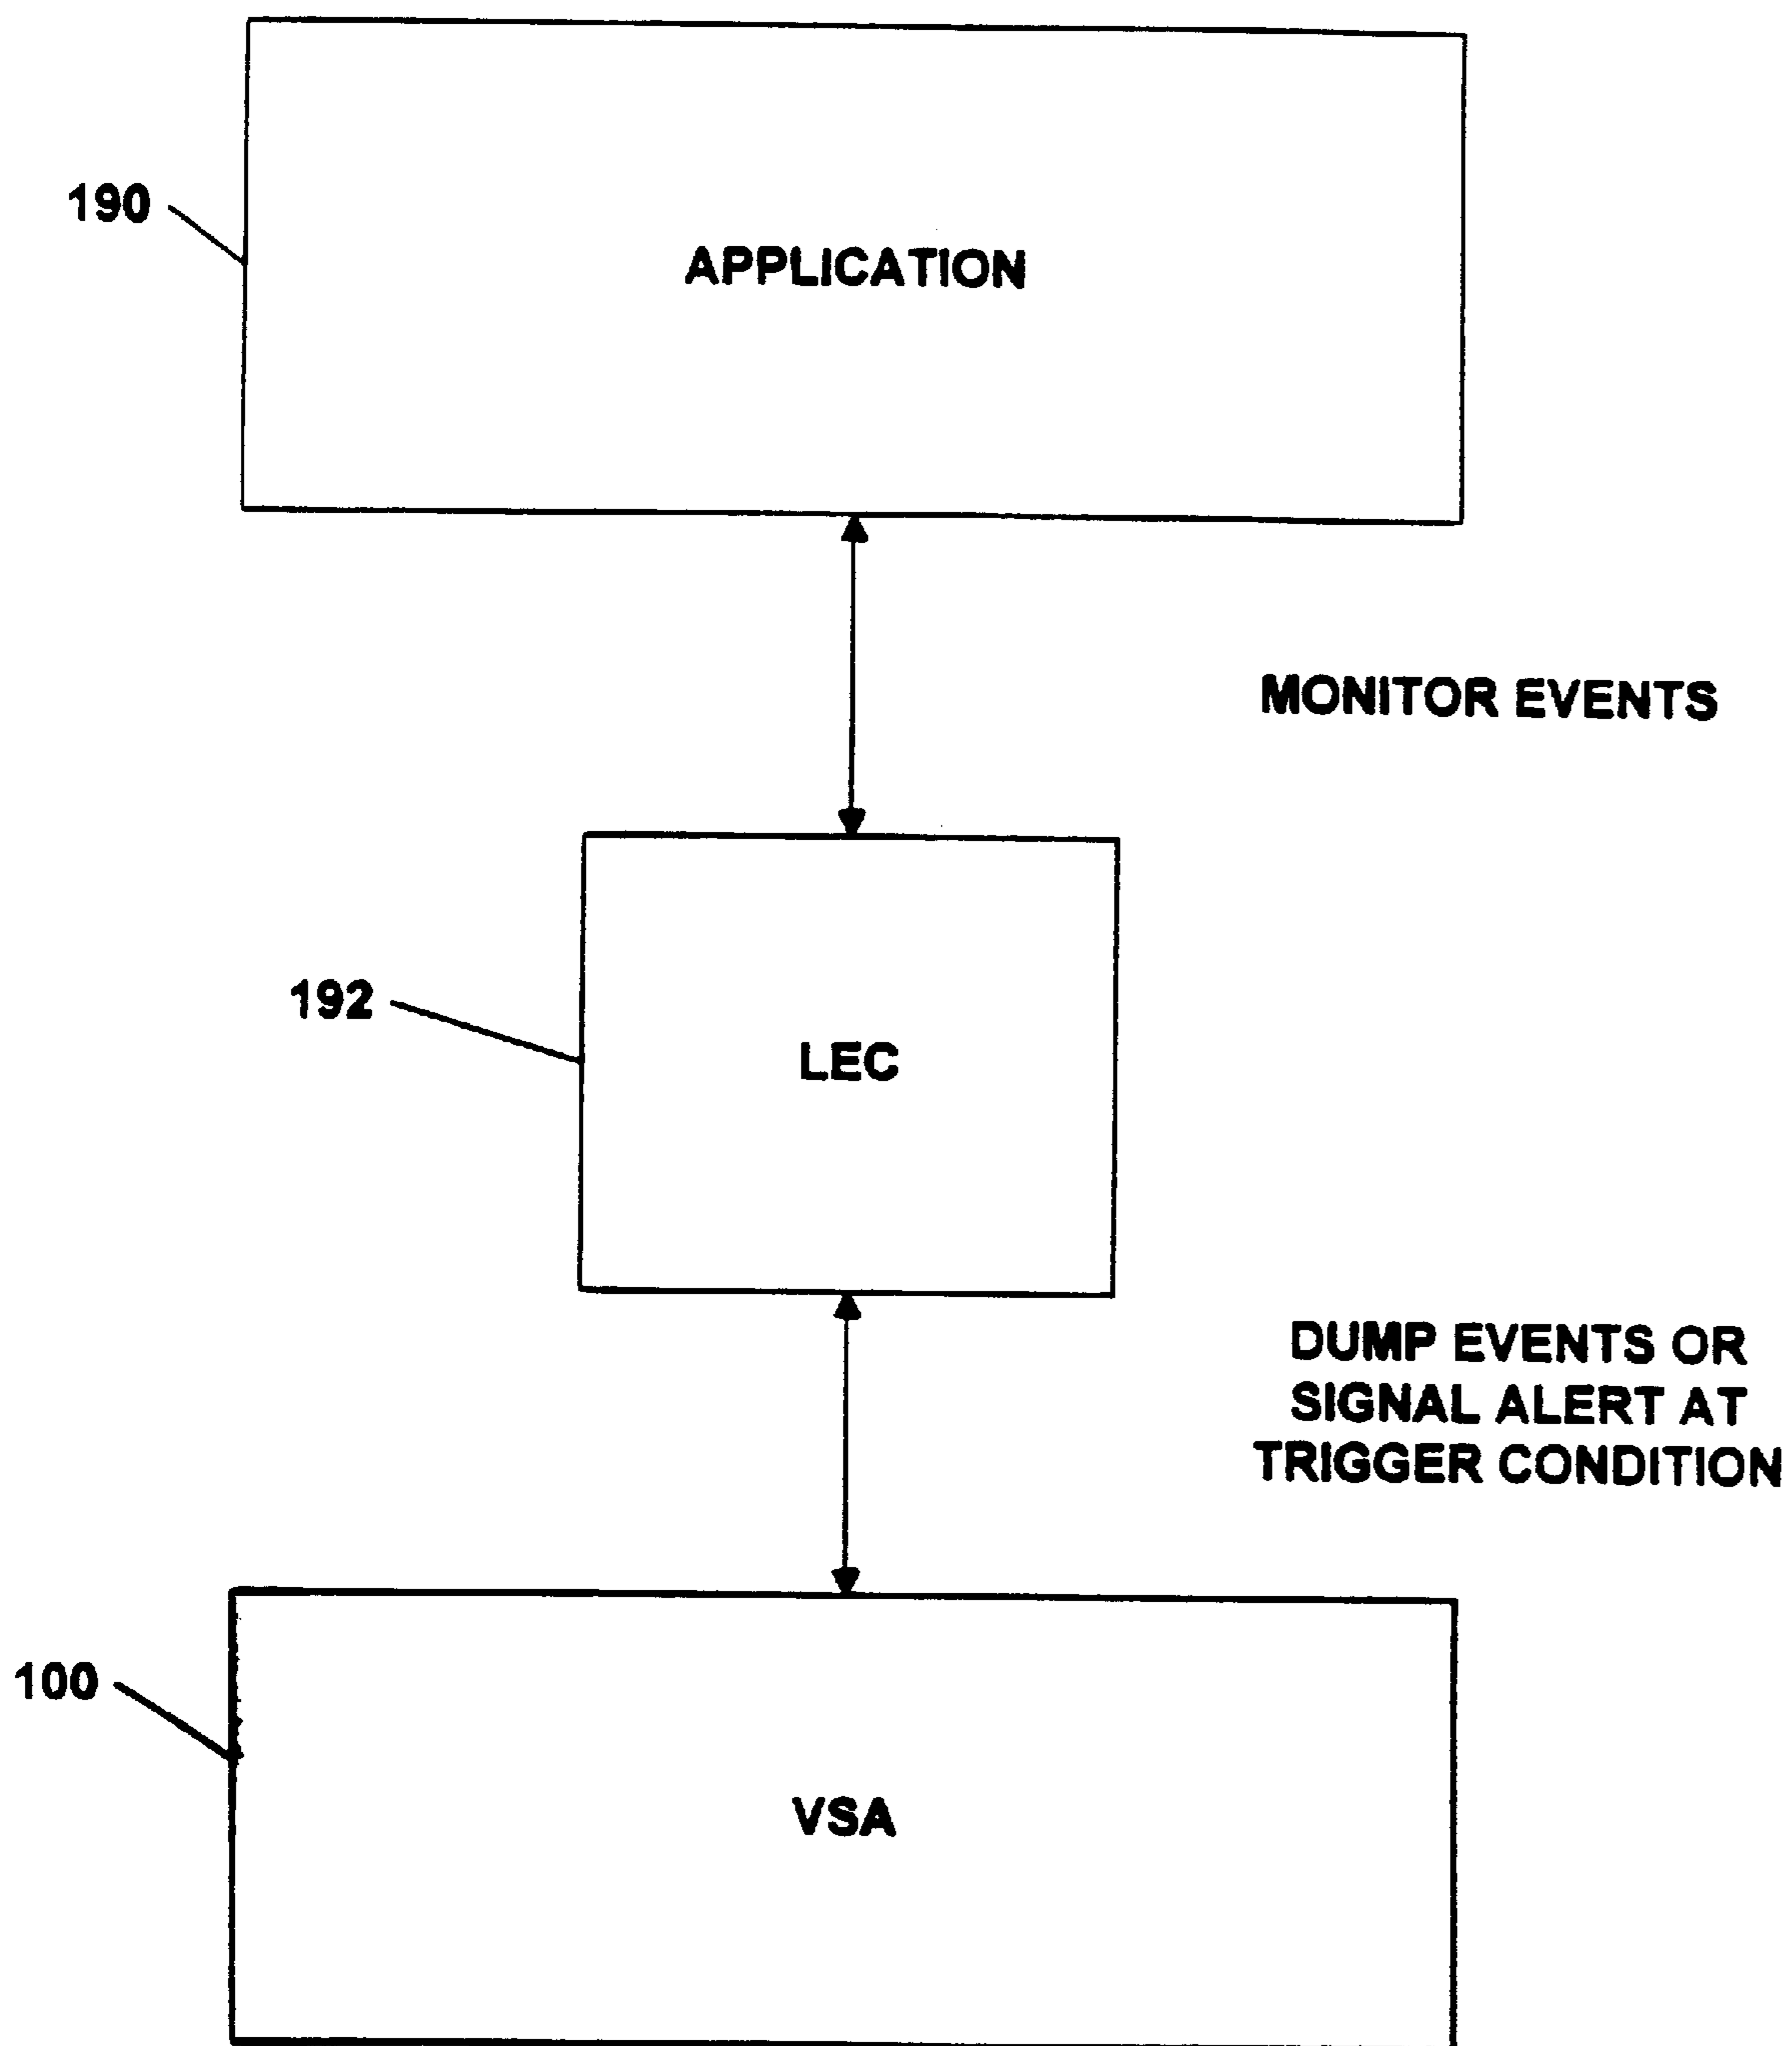 190
APPLICATION
MONITOR EVENTS
192
LEC
DUMP EVENTS OR
SIGNAL ALERT AT
TRIGGER CONDITION
100
VSA